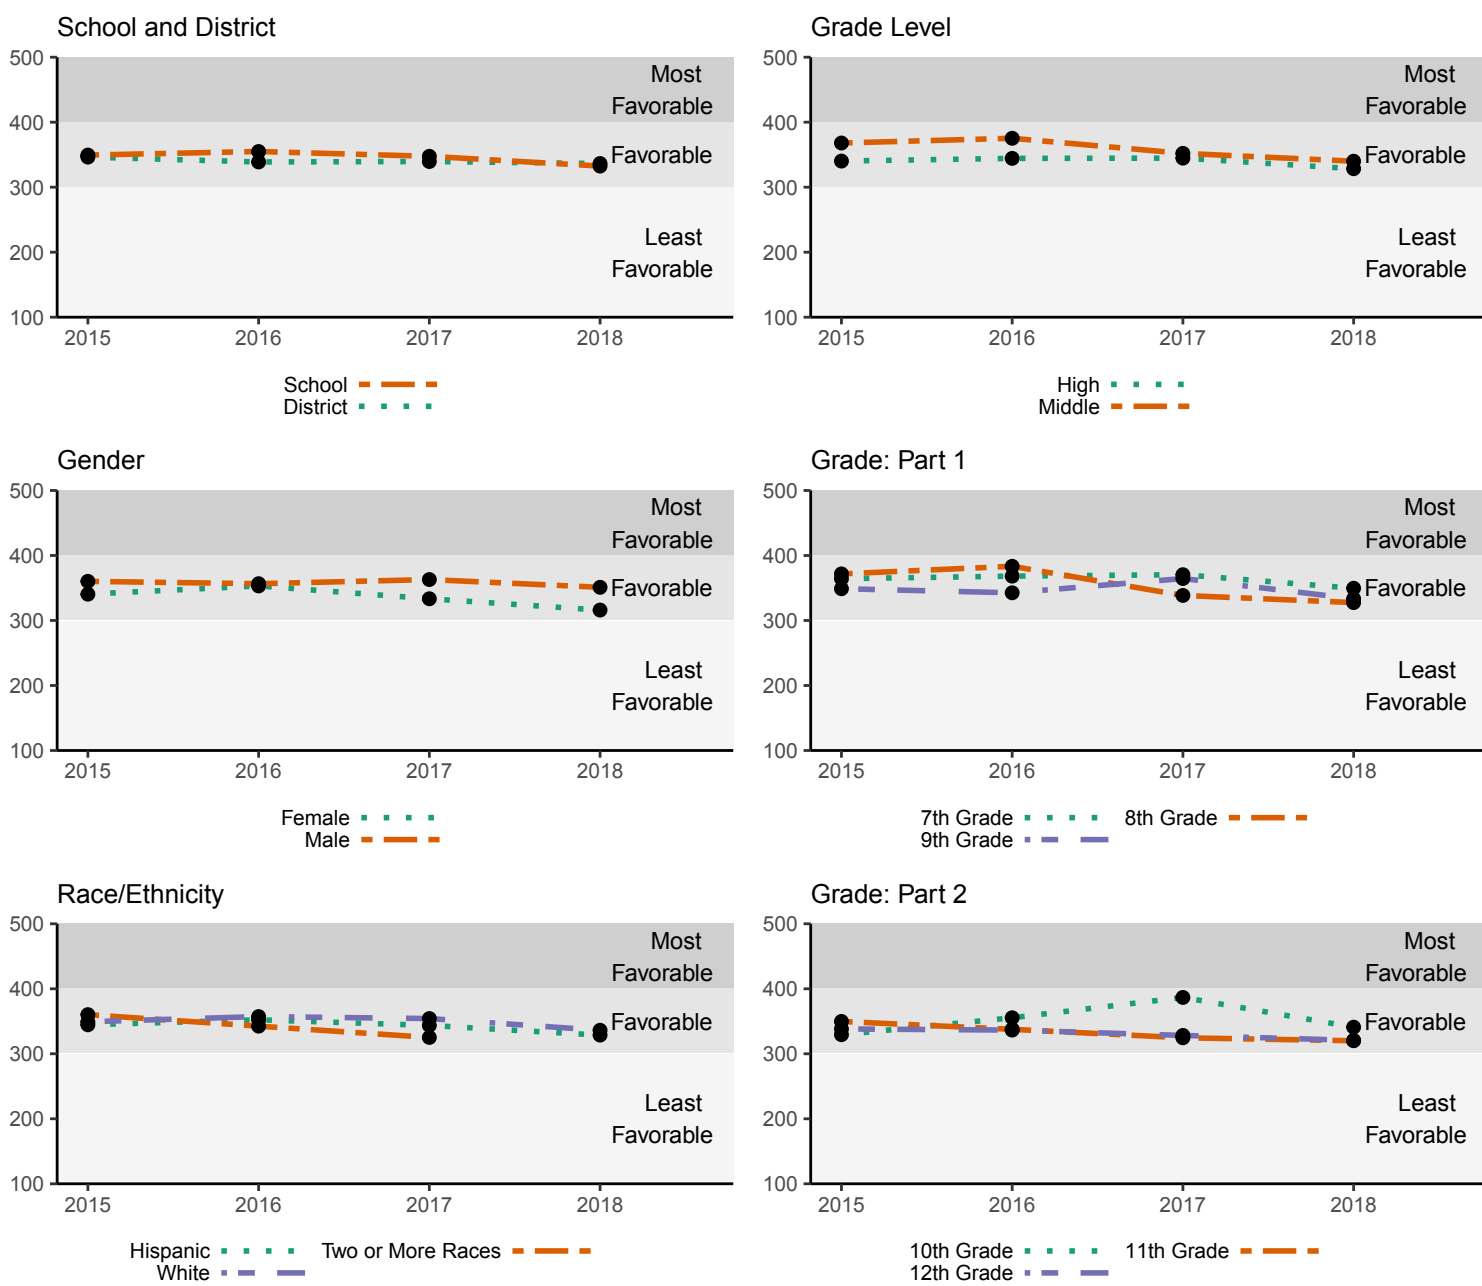 School and District
500
400
300
200
100
Most
Favorable
Favorable
Least
Favorable
2015 2016 2017 2018
School
District
Grade Level
500
400
300
200
100
Most
Favorable
Favorable
Least
Favorable
2015 2016 2017 2018
High
Middle
Gender
500
400
300
200
100
Most
Favorable
Favorable
Least
Favorable
2015 2016 2017 2018
Female
Male
Grade: Part 1
500
400
300
200
100
Most
Favorable
Favorable
Least
Favorable
2015 2016 2017 2018
7th Grade 8th Grade
9th Grade
Race/Ethnicity
500
400
300
200
100
Most
Favorable
Favorable
Least
Favorable
2015 2016 2017 2018
Hispanic Two or More Races
White
Grade: Part 2
500
400
300
200
100
Most
Favorable
Favorable
Least
Favorable
2015 2016 2017 2018
10th Grade 11th Grade
12th Grade